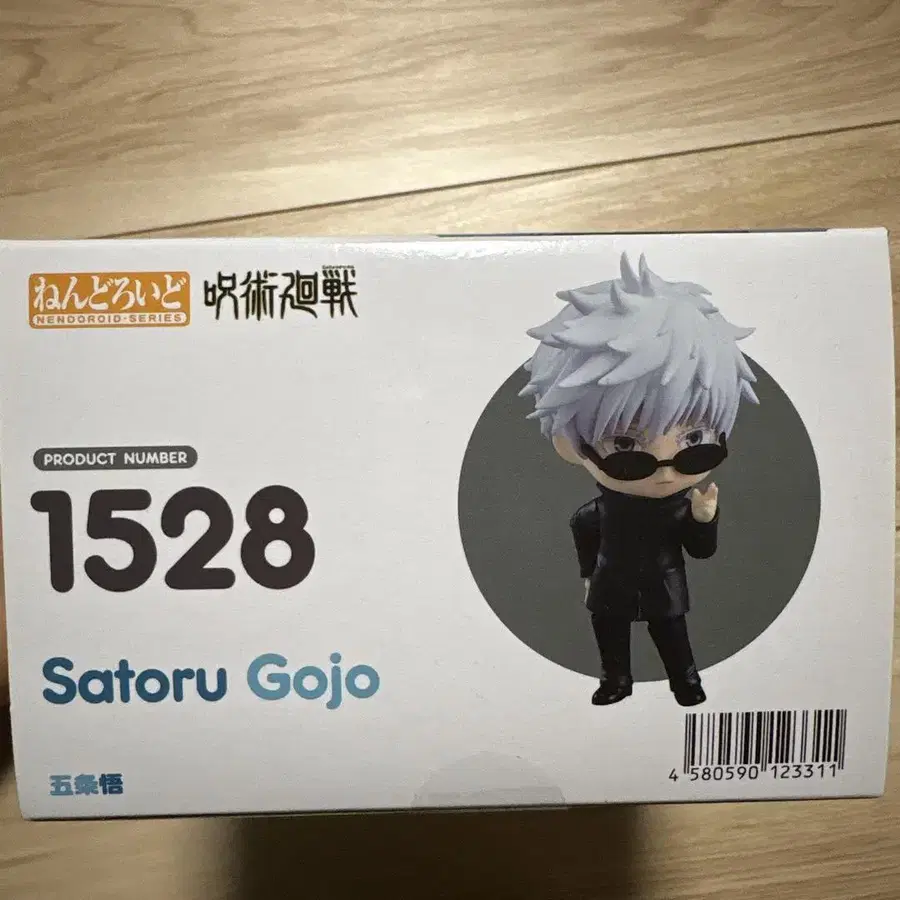 ねんどろいど
NENDOROID·SERIES
呪術廻戦
PRODUCT NUMBER
1528
Satoru Gojo
五条悟
4 580590 123311